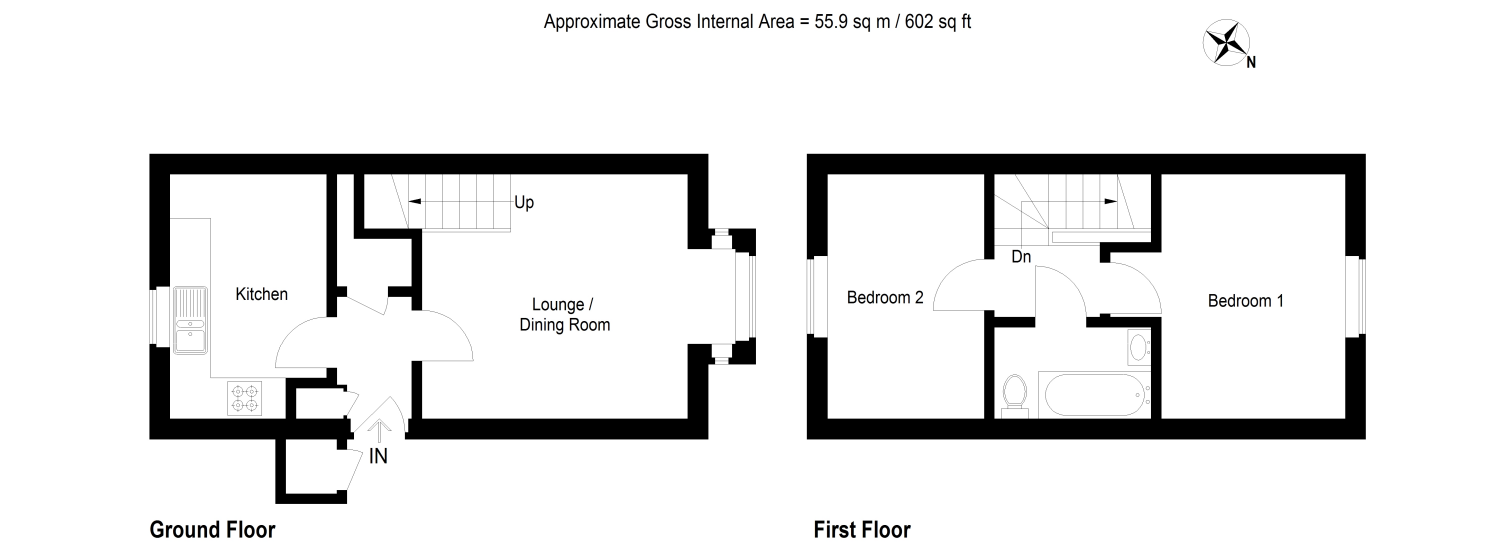 Approximate Gross Internal Area = 55.9 sq m / 602 sq ft
N
Up
Kitchen
Lounge /
Dining Room
IN
Ground Floor
Dn
Bedroom 2
Bedroom 1
First Floor